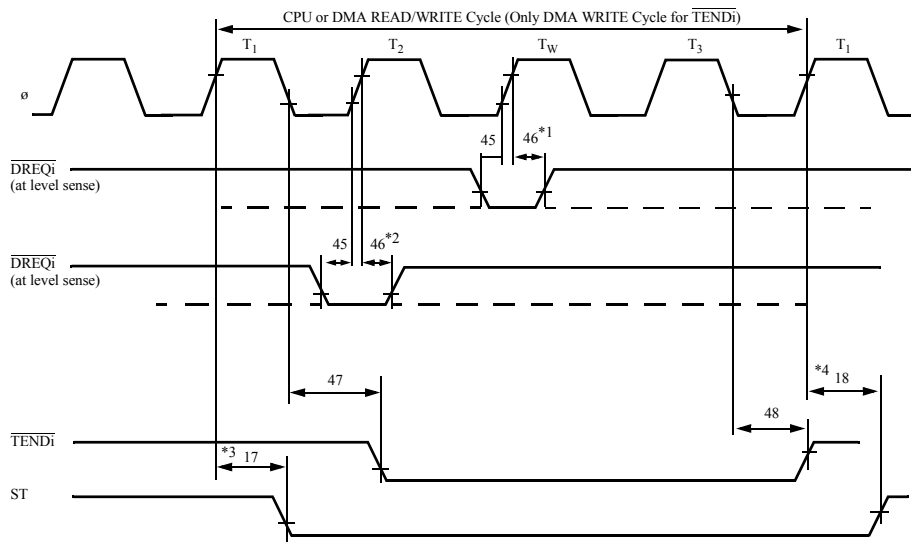 CPU or DMA READ/WRITE Cycle (Only DMA WRITE Cycle for TENDi)
T1 T2 TW T3 T1
ø
45 46*1
DREQi
(at level sense)
45 46*2
DREQi
(at level sense)
47 *4 18
48
TENDi
*3 17
ST